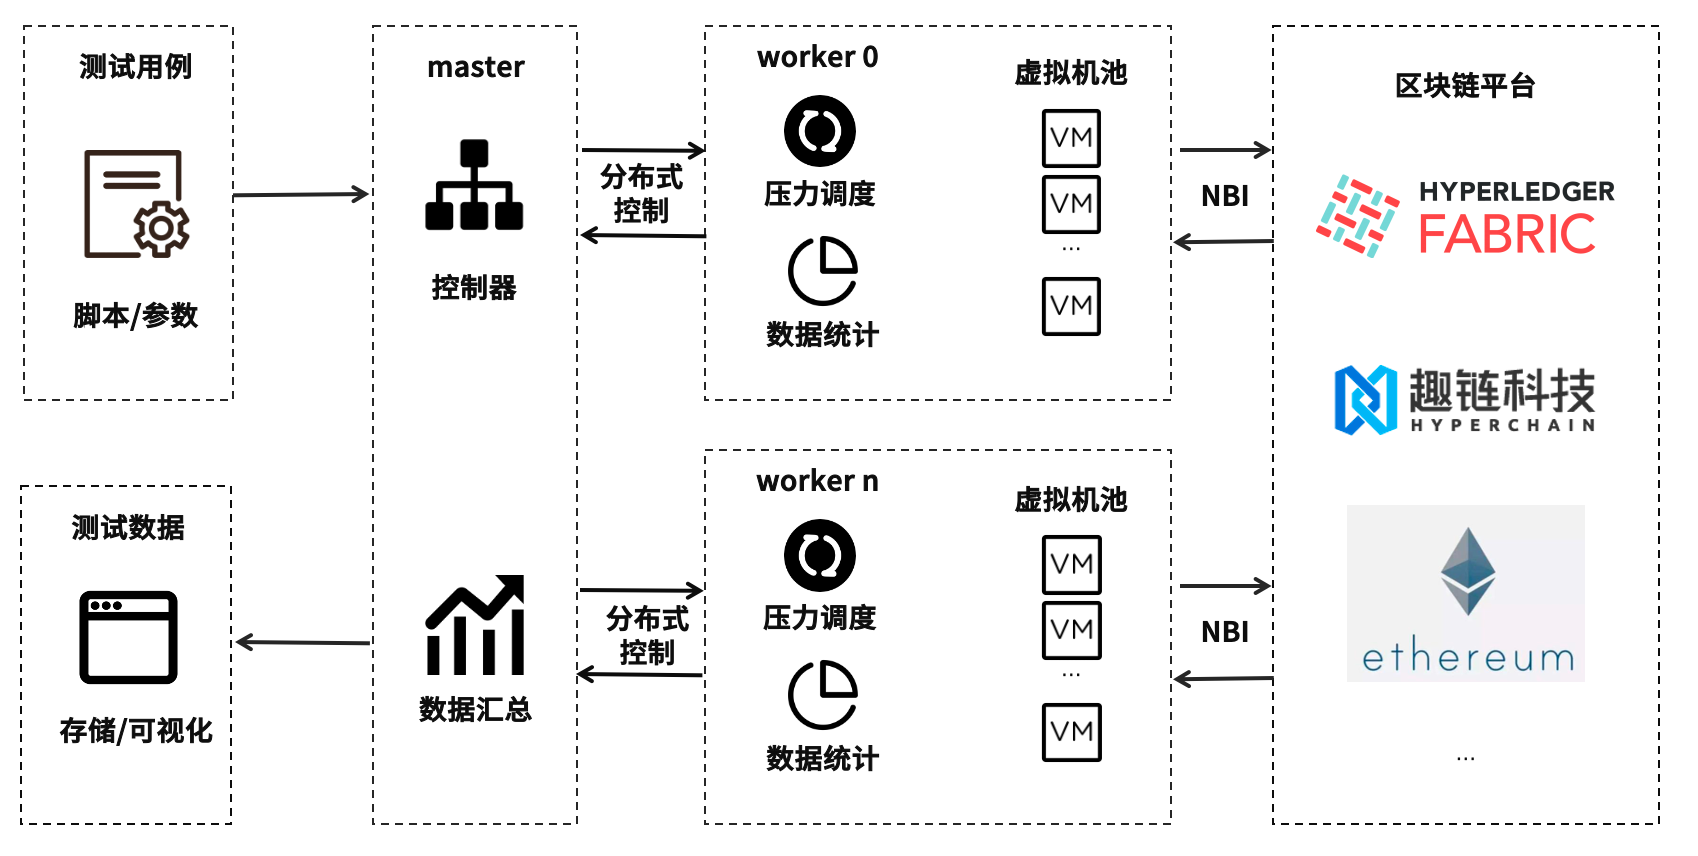 测试用例
脚本/参数
测试数据
存储/可视化
master
控制器
数据汇总
分布式
控制
分布式
控制
worker 0
压力调度
数据统计
虚拟机池
VM
VM
...
VM
worker n
压力调度
数据统计
虚拟机池
VM
VM
...
VM
NBI
NBI
区块链平台
HYPERLEDGER
FABRIC
趣链科技
HYPERCHAIN
ethereum
...